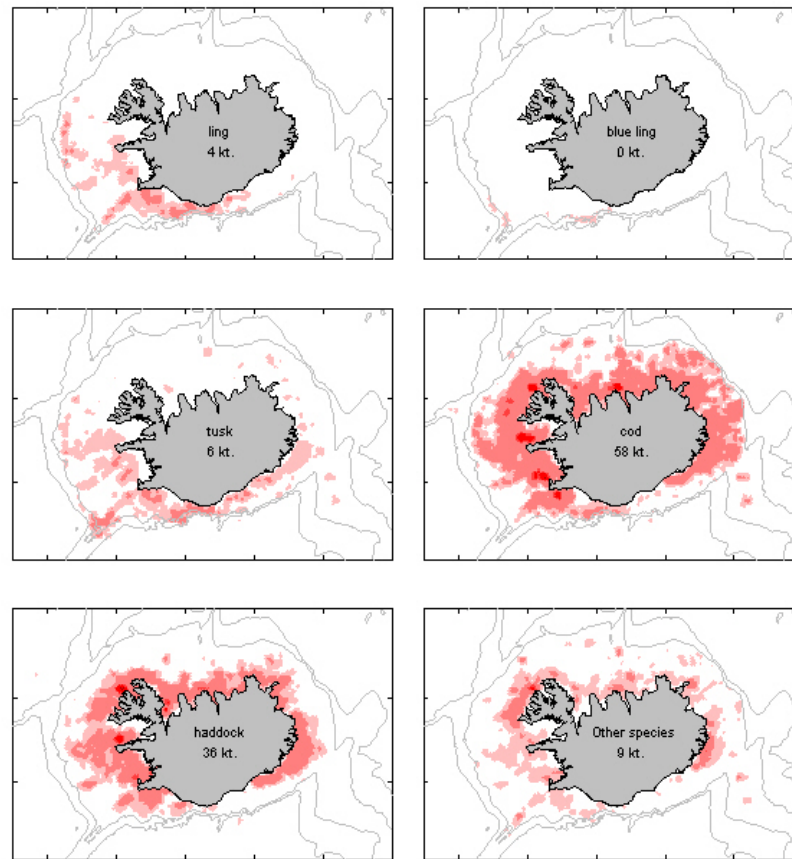 ling
4 kt.
blue ling
0 kt.
tusk
6 kt.
cod
58 kt.
haddock
36 kt.
Other species
9 kt.